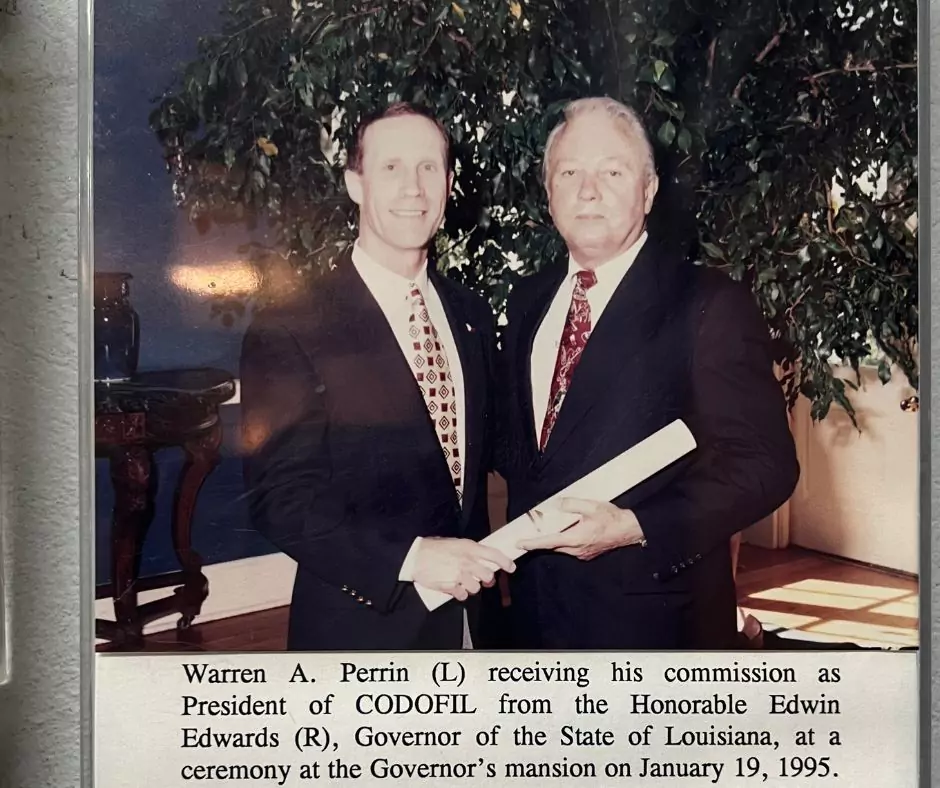 Warren A. Perrin (L) receiving his commission as
President of CODOFIL from the Honorable Edwin
Edwards (R), Governor of the State of Louisiana, at a
ceremony at the Governor's mansion on January 19, 1995.